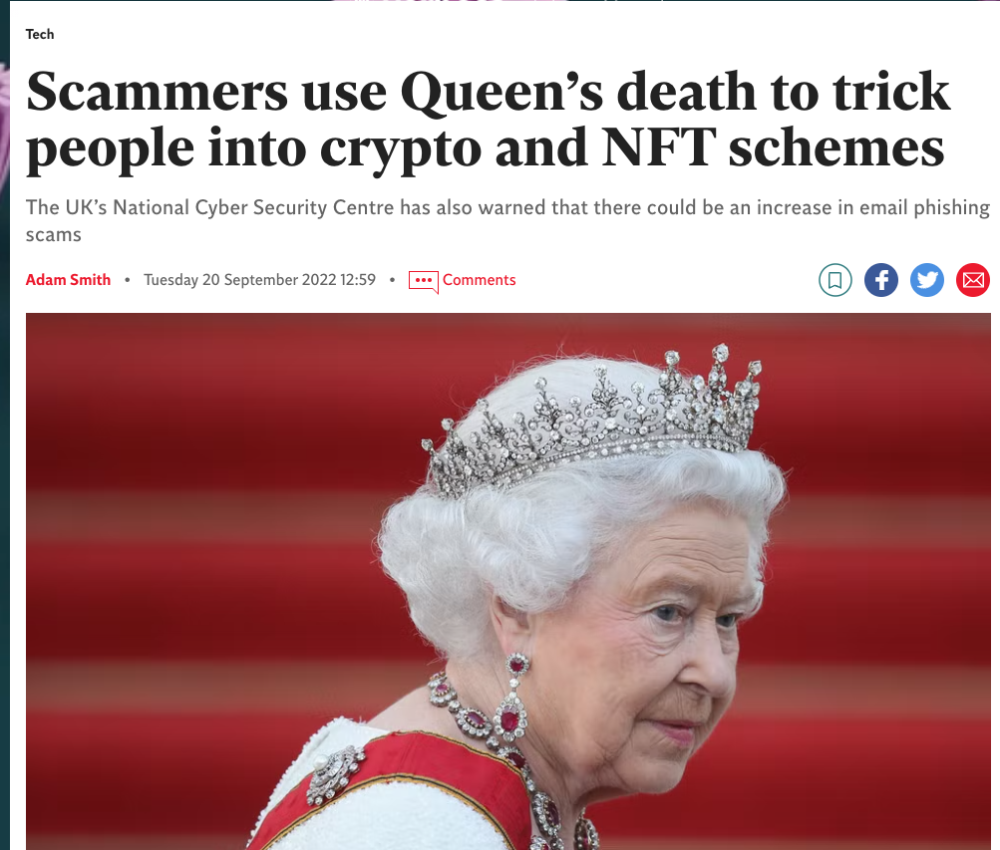 Tech
Scammers use Queen’s death to trick
people into crypto and NFT schemes
The UK’s National Cyber Security Centre has also warned that there could be an increase in email phishing
scams
Adam Smith • Tuesday 20 September 2022 12:59 • Comments